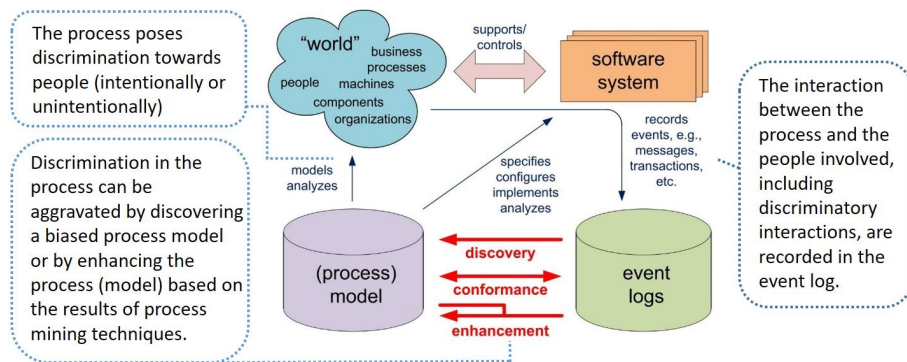 The process poses
discrimination towards
people (intentionally or
unintentionally)
Discrimination in the
process can be
aggravated by discovering
a biased process model
or by enhancing the
process (model) based on
the results of process
mining techniques.
“world”
business
processes
people
machines
components
organizations
supports/
controls
software
system
models
analyzes
specifies
configures
implements
analyzes
records
events, e.g.,
messages,
transactions,
etc.
(process)
model
discovery
conformance
enhancement
event
logs
The interaction
between the
process and the
people involved,
including
discriminatory
interactions, are
recorded in the
event log.